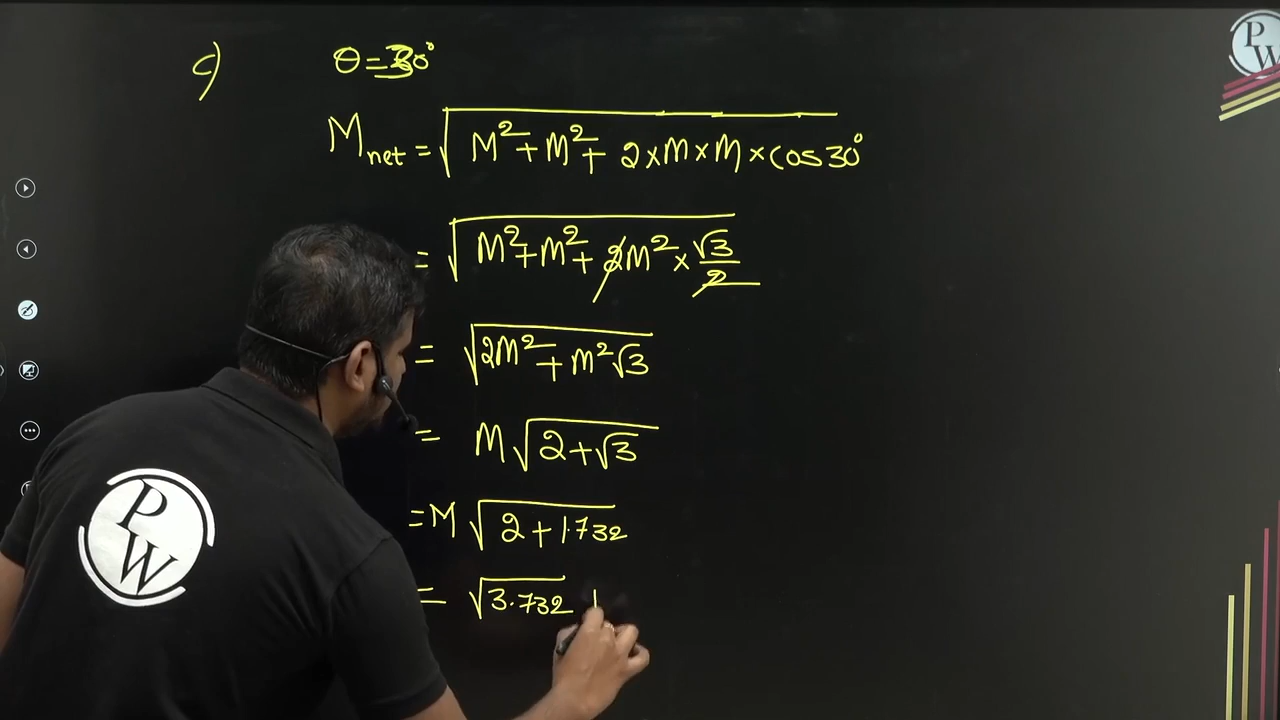 c) θ = 30°
M_net = √(M² + M² + 2 × M × M × cos 30°)
= √(M² + M² + 2M² × √3/2)
= √(2M² + M²√3)
= M√(2 + √3)
= M√(2 + 1.732)
= √3.732
P W
P W